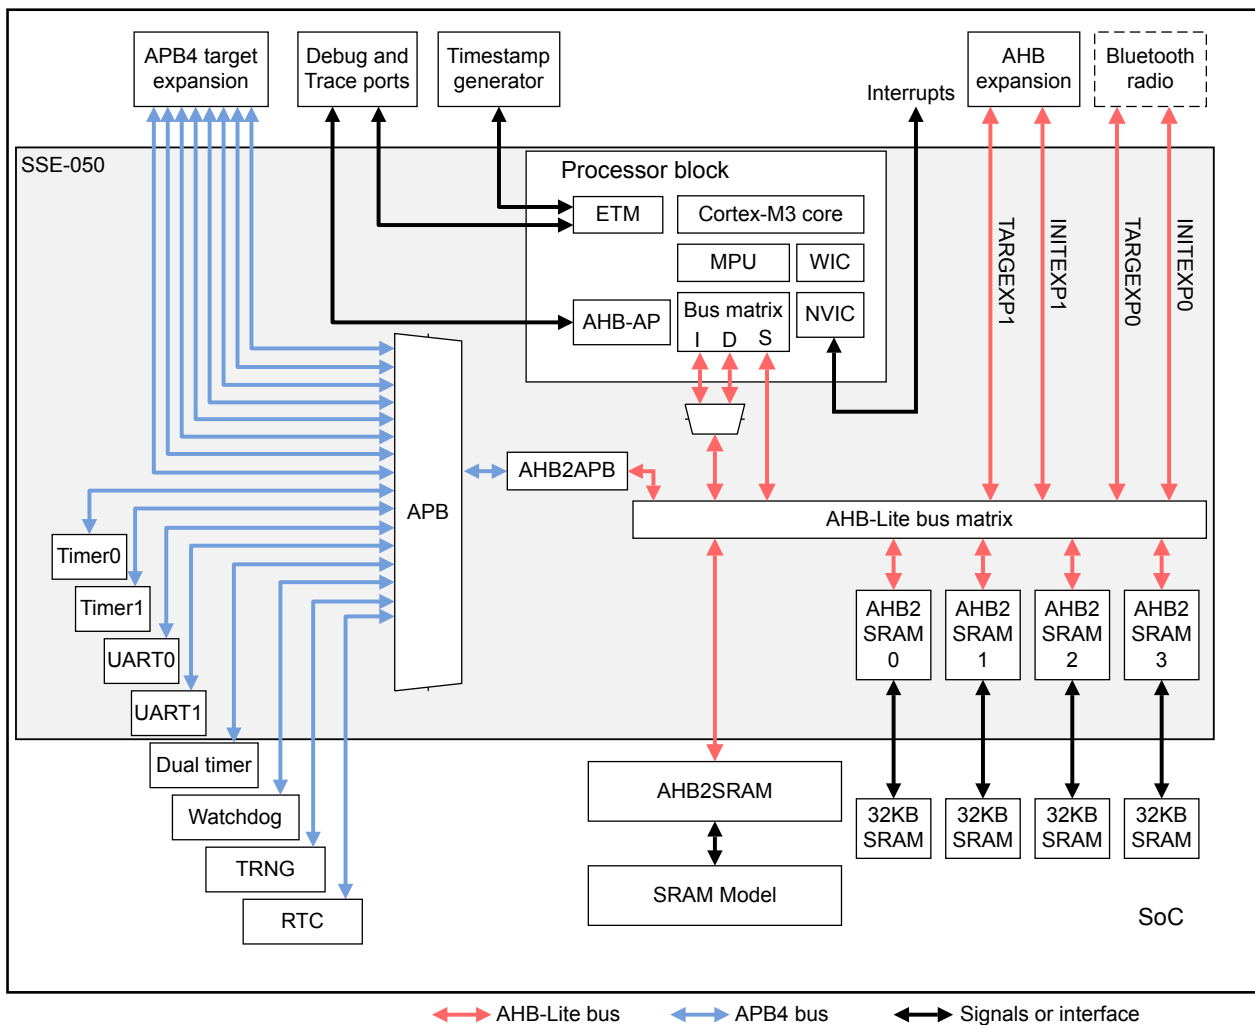 APB4 target
expansion
Debug and
Trace ports
Timestamp
generator
Interrupts
AHB
expansion
Bluetooth
radio
SSE-050
Processor block
ETM
Cortex-M3 core
MPU
WIC
AHB-AP
Bus matrix
I D S
NVIC
TARGEXP1
INITEXP1
TARGEXP0
INITEXP0
APB
AHB2APB
AHB-Lite bus matrix
Timer0
Timer1
UART0
UART1
Dual timer
Watchdog
TRNG
RTC
AHB2
SRAM
0
AHB2
SRAM
1
AHB2
SRAM
2
AHB2
SRAM
3
AHB2SRAM
SRAM Model
32KB
SRAM
32KB
SRAM
32KB
SRAM
32KB
SRAM
SoC
AHB-Lite bus
APB4 bus
Signals or interface